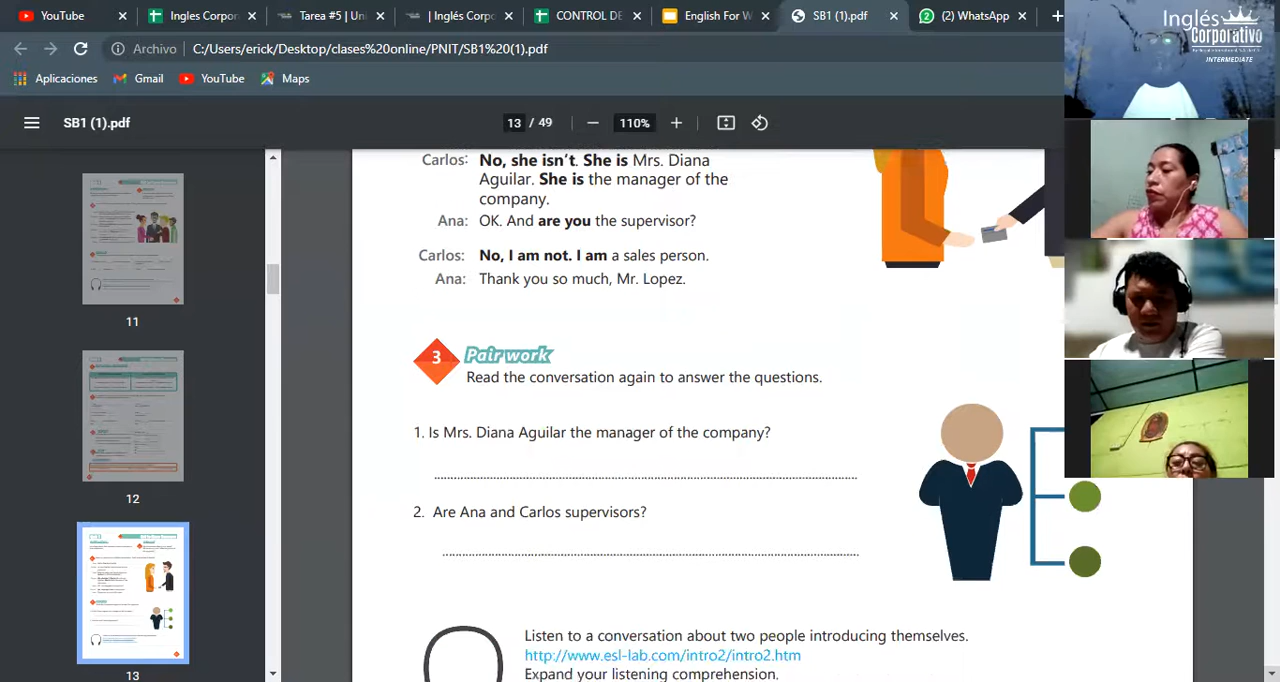 YouTube
Ingles Corpor
Tarea #5 | Uni
| Inglés Corpo
CONTROL DE
English For W
SB1 (1).pdf
(2) WhatsApp
Archivo
C:/Users/erick/Desktop/clases%20online/PNIT/SB1%20(1).pdf
Aplicaciones
Gmail
YouTube
Maps
SB1 (1).pdf
13 / 49
110%
Inglés
Corporativo
INTERMEDIATE
11
12
13
Carlos: No, she isn't. She is Mrs. Diana
Aguilar. She is the manager of the
company.
Ana: OK. And are you the supervisor?
Carlos: No, I am not. I am a sales person.
Ana: Thank you so much, Mr. Lopez.
3 Pair work
Read the conversation again to answer the questions.
1. Is Mrs. Diana Aguilar the manager of the company?
2. Are Ana and Carlos supervisors?
Listen to a conversation about two people introducing themselves.
http://www.esl-lab.com/intro2/intro2.htm
Expand your listening comprehension.